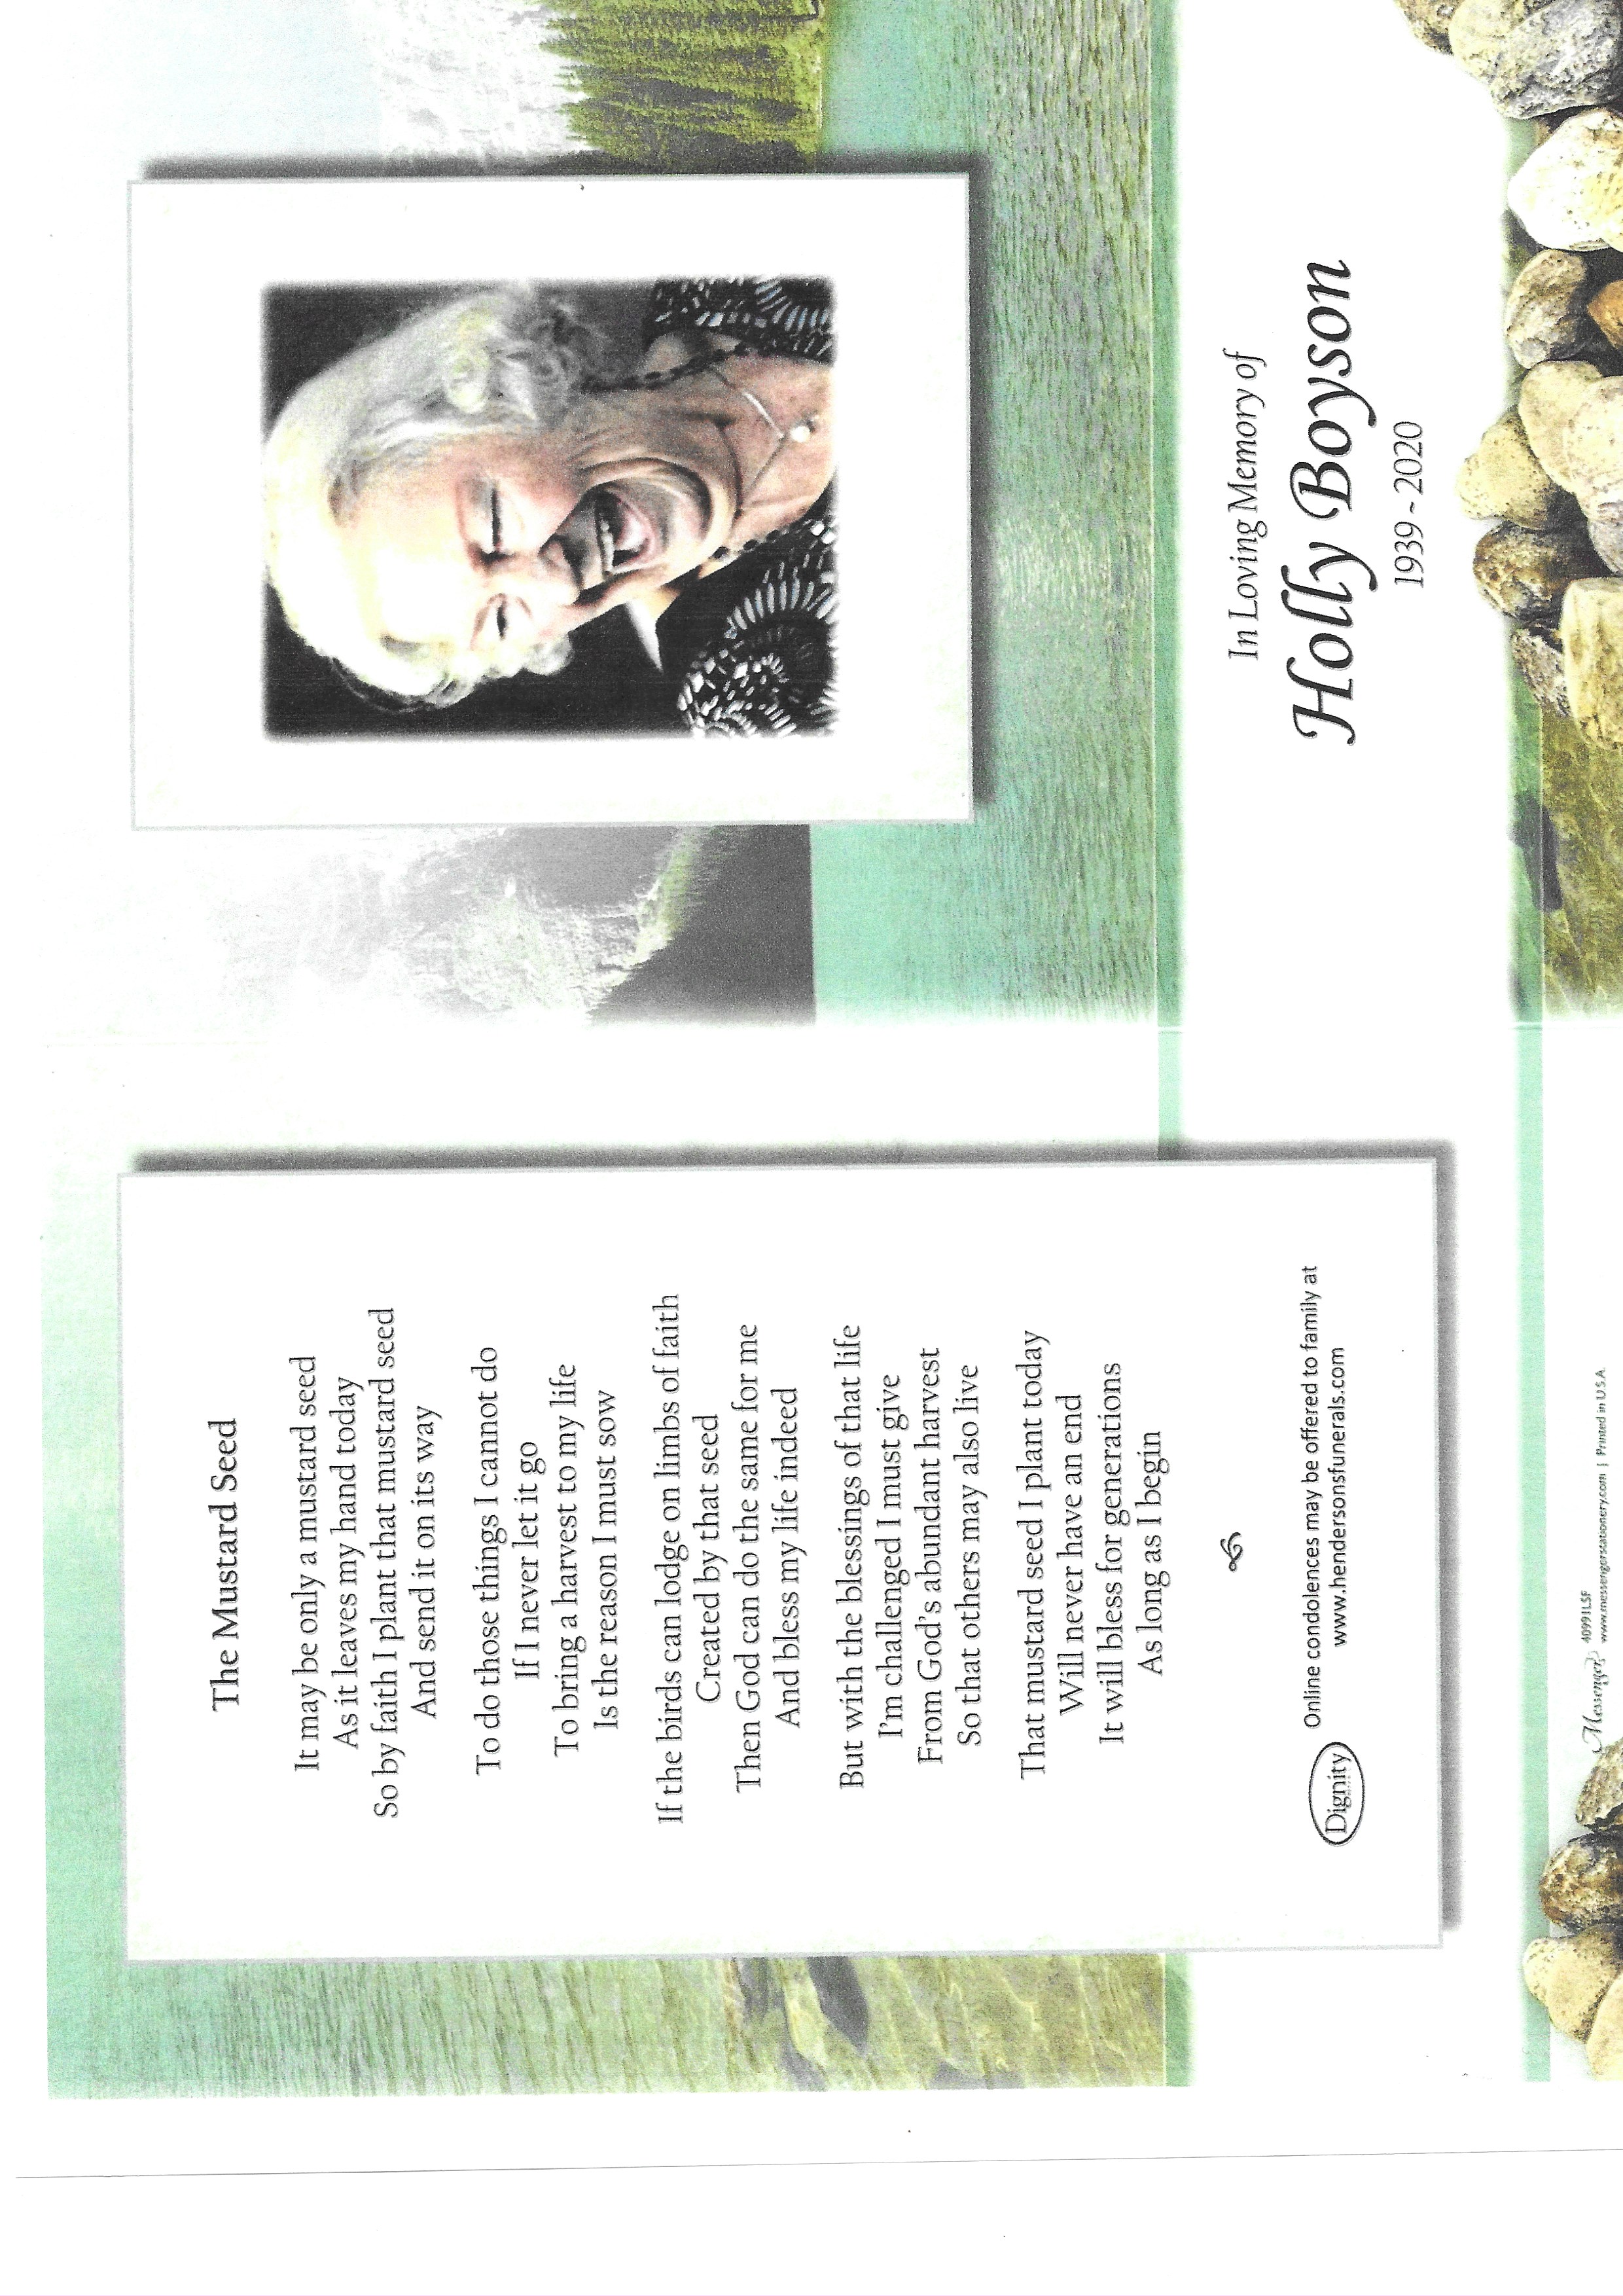 The Mustard Seed
It may be only a mustard seed
As it leaves my hand today
So by faith I plant that mustard seed
And send it on its way
To do those things I cannot do
If I never let it go
To bring a harvest to my life
Is the reason I must sow
If the birds can lodge on limbs of faith
Created by that seed
Then God can do the same for me
And bless my life indeed
But with the blessings of that life
I'm challenged I must give
From God's abundant harvest
So that others may also live
That mustard seed I plant today
Will never have an end
It will bless for generations
As long as I begin
Dignity
Online condolences may be offered to family at
www.hendersonsfunerals.com
Messenger
40991LSF
www.messengerstationery.com | Printed in U.S.A.
In Loving Memory of
Holly Boyson
1939 ~ 2020